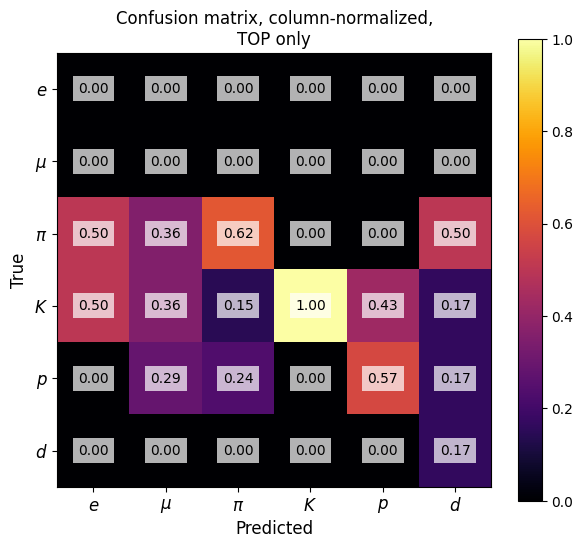 Confusion matrix, column-normalized,
TOP only
1.0
e 0.00 0.00 0.00 0.00 0.00 0.00
0.8
μ 0.00 0.00 0.00 0.00 0.00 0.00
π 0.50 0.36 0.62 0.00 0.00 0.50
0.6
True
K 0.50 0.36 0.15 1.00 0.43 0.17
0.4
p 0.00 0.29 0.24 0.00 0.57 0.17
0.2
d 0.00 0.00 0.00 0.00 0.00 0.17
0.0
e μ π K p d
Predicted